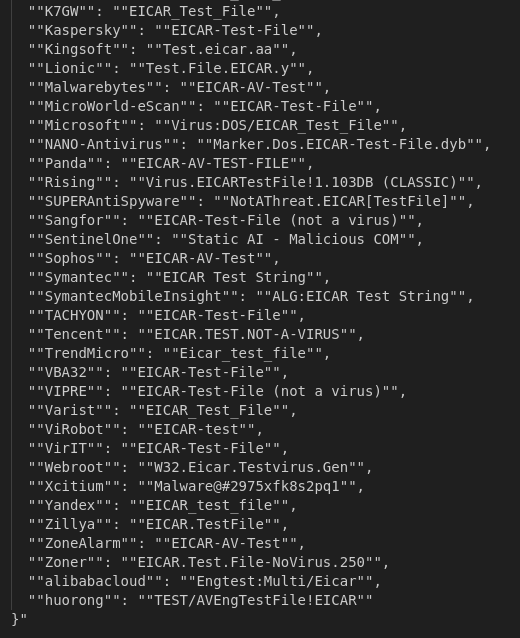 ""K7GW"": ""EICAR_Test_File"",
""Kaspersky"": ""EICAR-Test-File"",
""Kingsoft"": ""Test.eicar.aa"",
""Lionic"": ""Test.File.EICAR.y"",
""Malwarebytes"": ""EICAR-AV-Test"",
""MicroWorld-eScan"": ""EICAR-Test-File"",
""Microsoft"": ""Virus:DOS/EICAR_Test_File"",
""NANO-Antivirus"": ""Marker.Dos.EICAR-Test-File.dyb"",
""Panda"": ""EICAR-AV-TEST-FILE"",
""Rising"": ""Virus.EICARTestFile!1.103DB (CLASSIC)"",
""SUPERAntiSpyware"": ""NotAThreat.EICAR[TestFile]"",
""Sangfor"": ""EICAR-Test-File (not a virus)"",
""SentinelOne"": ""Static AI - Malicious COM"",
""Sophos"": ""EICAR-AV-Test"",
""Symantec"": ""EICAR Test String"",
""SymantecMobileInsight"": ""ALG:EICAR Test String"",
""TACHYON"": ""EICAR-Test-File"",
""Tencent"": ""EICAR.TEST.NOT-A-VIRUS"",
""TrendMicro"": ""Eicar_test_file"",
""VBA32"": ""EICAR-Test-File"",
""VIPRE"": ""EICAR-Test-File (not a virus)"",
""Varist"": ""EICAR_Test_File"",
""ViRobot"": ""EICAR-test"",
""VirIT"": ""EICAR-Test-File"",
""Webroot"": ""W32.Eicar.Testvirus.Gen"",
""Xcitium"": ""Malware@#2975xfk8s2pq1"",
""Yandex"": ""EICAR_test_file"",
""Zillya"": ""EICAR.TestFile"",
""ZoneAlarm"": ""EICAR-AV-Test"",
""Zoner"": ""EICAR.Test.File-NoVirus.250"",
""alibabacloud"": ""Engtest:Multi/Eicar"",
""huorong"": ""TEST/AVEngTestFile!EICAR""
}"